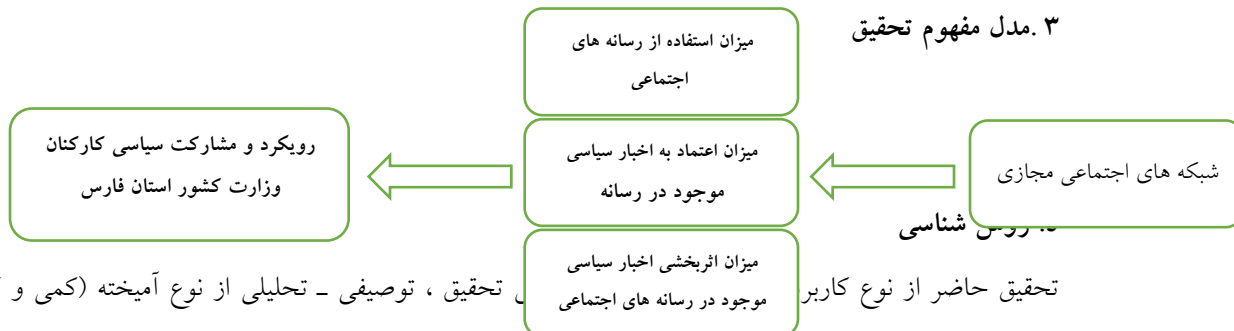 ۳ .مدل مفهوم تحقیق
شبکه های اجتماعی مجازی
میزان استفاده از رسانه های
اجتماعی
میزان اعتماد به اخبار سیاسی
موجود در رسانه
میزان اثربخشی اخبار سیاسی
موجود در رسانه های اجتماعی
رویکرد و مشارکت سیاسی کارکنان
وزارت کشور استان فارس
شناسی
تحقیق حاضر از نوع تحقیق ، توصیفی ـ تحلیلی از نوع آمیخته (کمی و